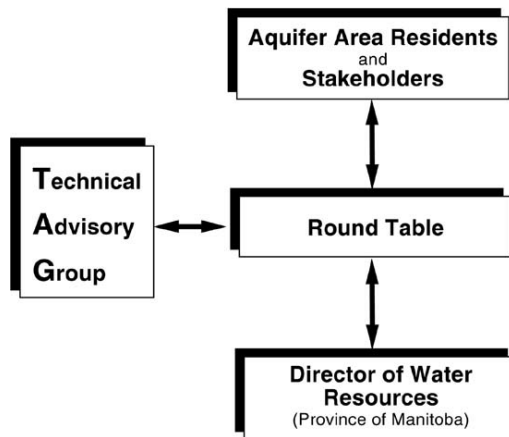 Aquifer Area Residents
and
Stakeholders
Technical
Advisory
Group
Round Table
Director of Water
Resources
(Province of Manitoba)